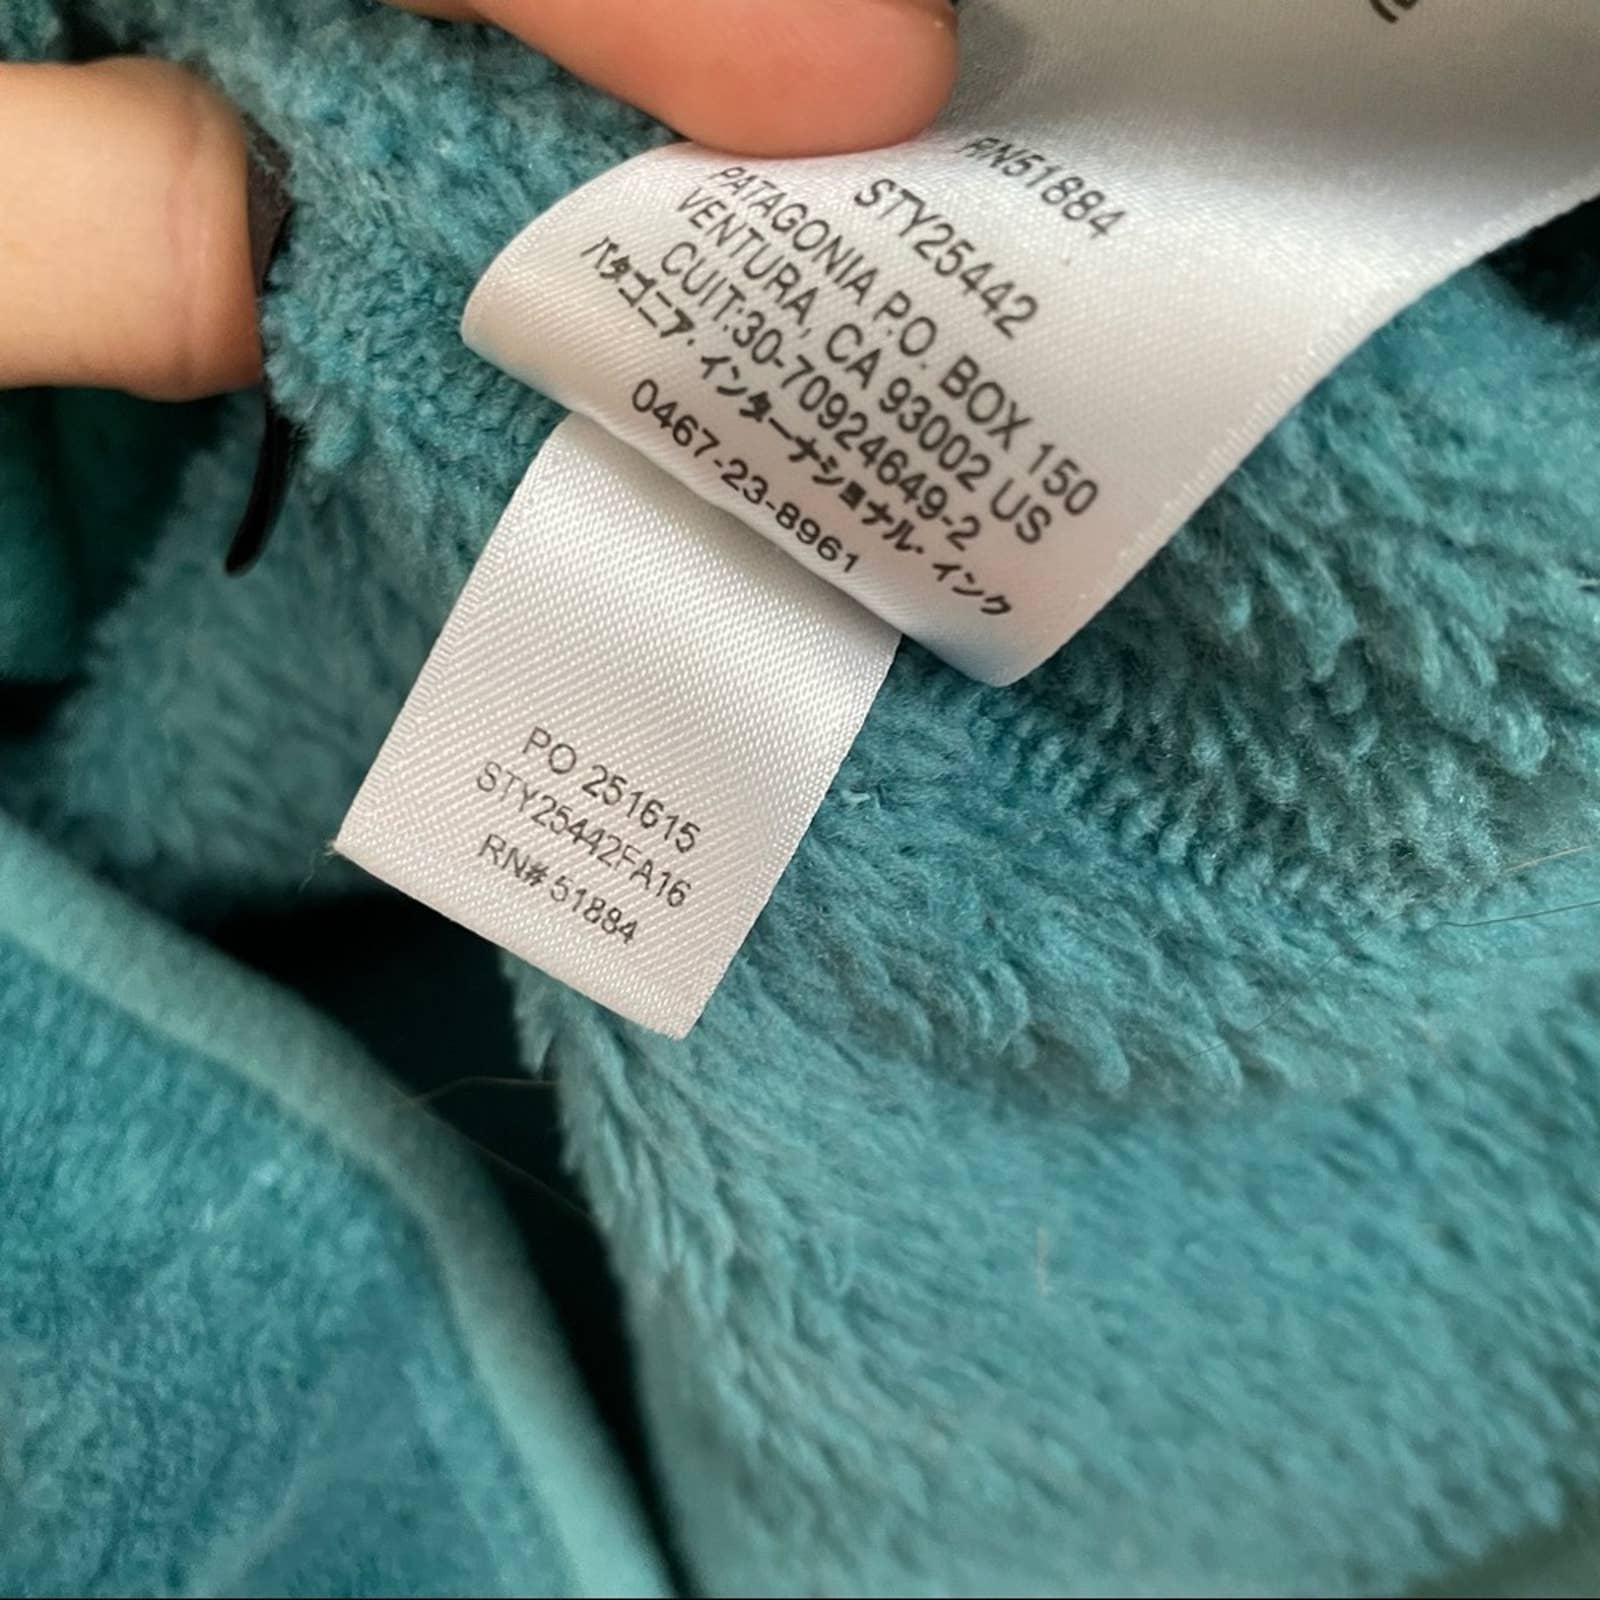 RN51884
STY25442
PATAGONIA P.O. BOX 150
VENTURA, CA 93002 US
CUIT:30-70924649-2
パタゴニア・インターナショナル・インク
0467-23-8961
PO 251615
STY25442FA16
RN# 51884